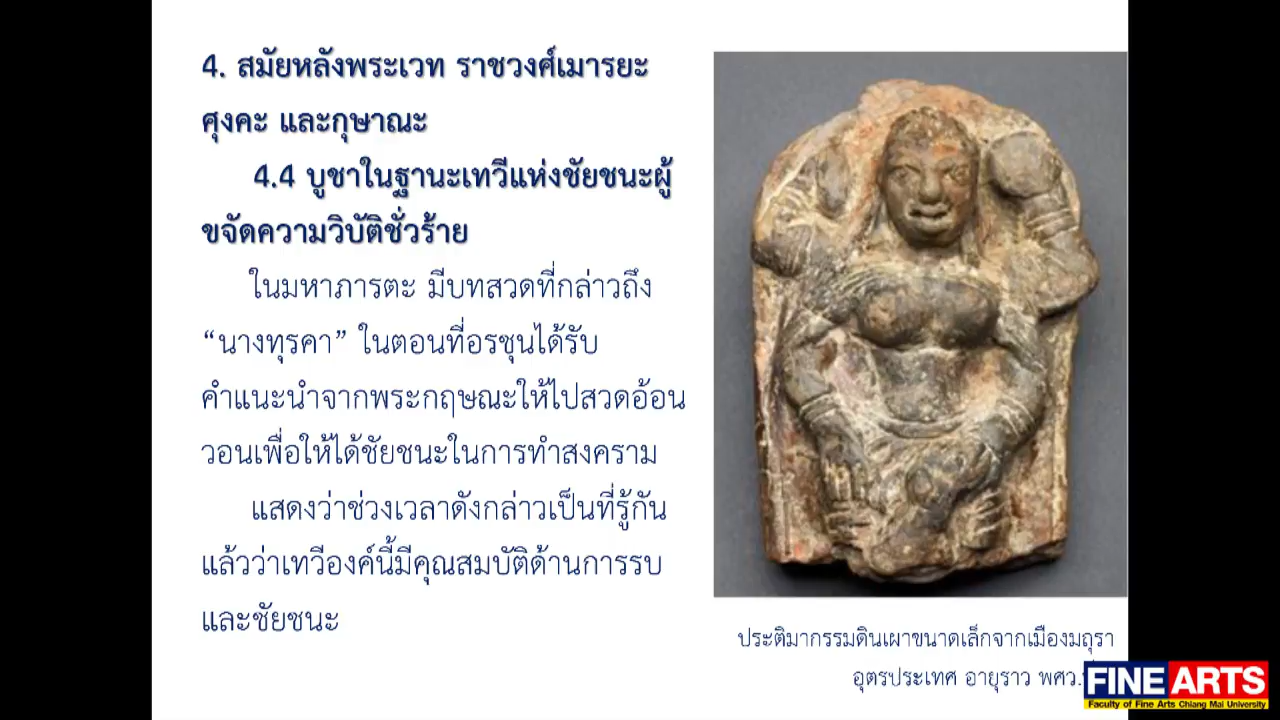 4. สมัยหลังพระเวท ราชวงศ์เมารยะ
ศุงคะ และกุษาณะ
4.4 บูชาในฐานะเทวีแห่งชัยชนะผู้
ขจัดความวิบัติชั่วร้าย
ในมหาภารตะ มีบทสวดที่กล่าวถึง
“นางทุรคา” ในตอนที่อรชุนได้รับ
คำแนะนำจากพระกฤษณะให้ไปสวดอ้อน
วอนเพื่อให้ได้ชัยชนะในการทำสงคราม
แสดงว่าช่วงเวลาดังกล่าวเป็นที่รู้กัน
แล้วว่าเทวีองค์นี้มีคุณสมบัติด้านการรบ
และชัยชนะ
ประติมากรรมดินเผาขนาดเล็กจากเมืองมถุรา
อุตรประเทศ อายุราว พศว.
FINE ARTS
Faculty of Fine Arts Chiang Mai University